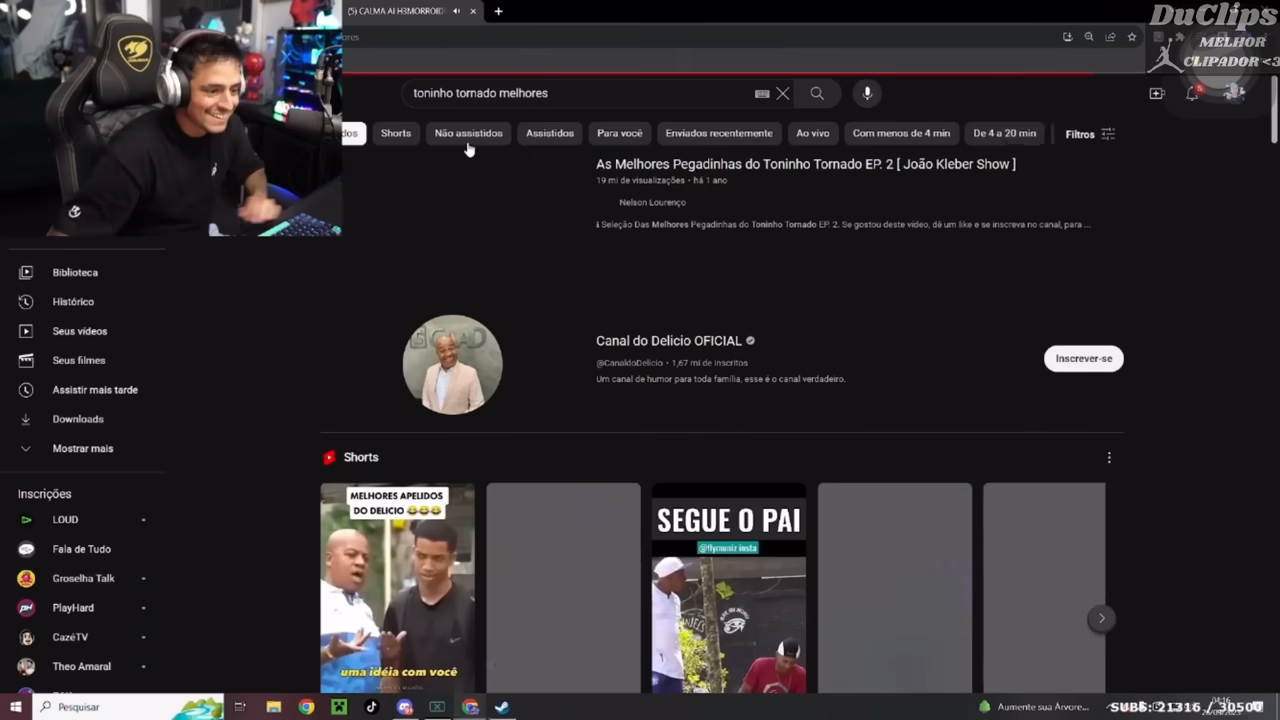 (5) CALMA AI H3MORROID
DuClips
MELHOR
CLIPADOR <3
toninho tornado melhores
Shorts
Não assistidos
Assistidos
Para você
Enviados recentemente
Ao vivo
Com menos de 4 min
De 4 a 20 min
Filtros
As Melhores Pegadinhas do Toninho Tornado EP. 2 [ João Kleber Show ]
19 mi de visualizações • há 1 ano
Nelson Lourenço
Seleção Das Melhores Pegadinhas do Toninho Tornado EP. 2. Se gostou deste vídeo, dê um like e se inscreva no canal, para ...
Biblioteca
Histórico
Seus vídeos
Seus filmes
Assistir mais tarde
Downloads
Mostrar mais
Canal do Delicio OFICIAL
@CanaldoDelicio • 1,67 mi de inscritos
Um canal de humor para toda família, esse é o canal verdadeiro.
Inscrever-se
Shorts
Inscrições
LOUD
Fala de Tudo
Groselha Talk
PlayHard
CazéTV
Theo Amaral
MELHORES APELIDOS
DO DELICIO 😂😂😂
uma idéia com você
SEGUE O PAI
@flymuniz insta
Pesquisar
Aumente sua Árvore...
04:16
SUBS: 21316 / 30500